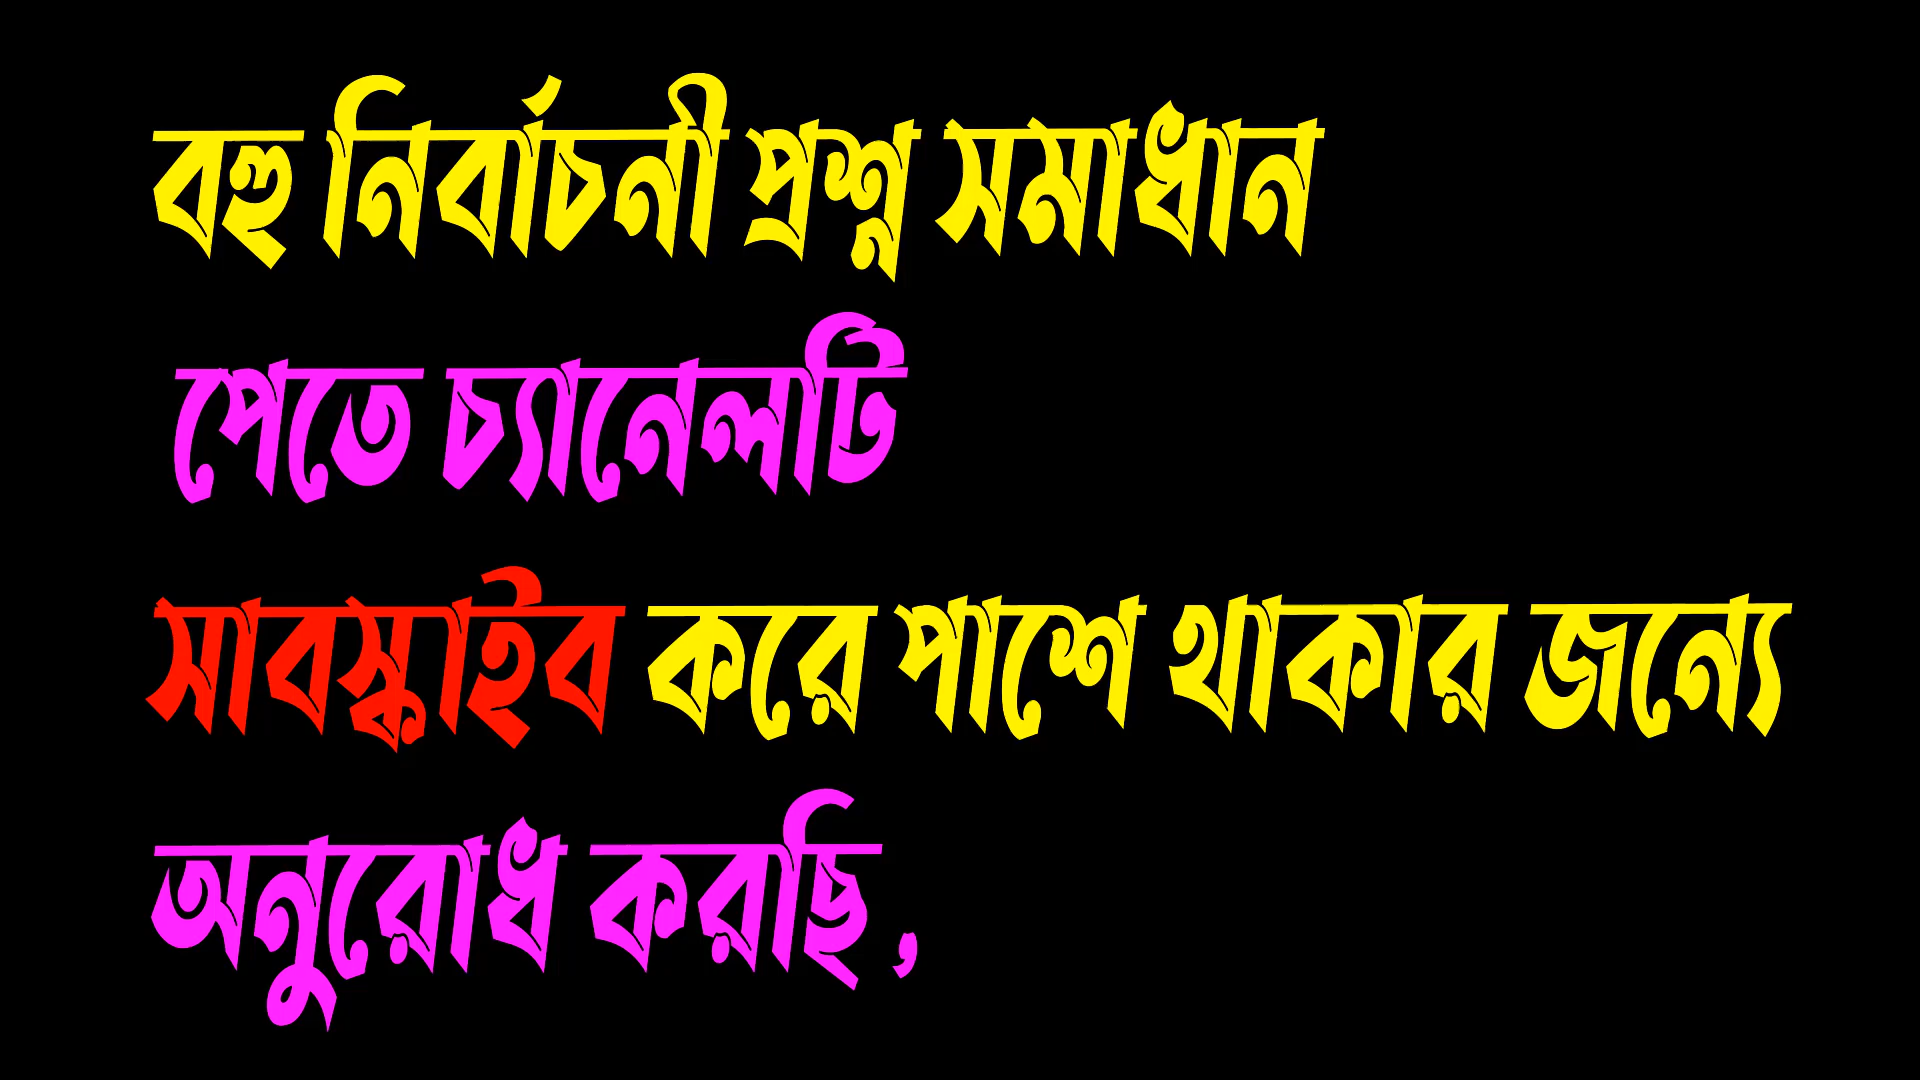 বহু নির্বাচনী প্রশ্ন সমাধান
পেতে চ্যানেলটি
সাবস্কাইব করে পাশে থাকার জন্যে
অনুরোধ করছি ,